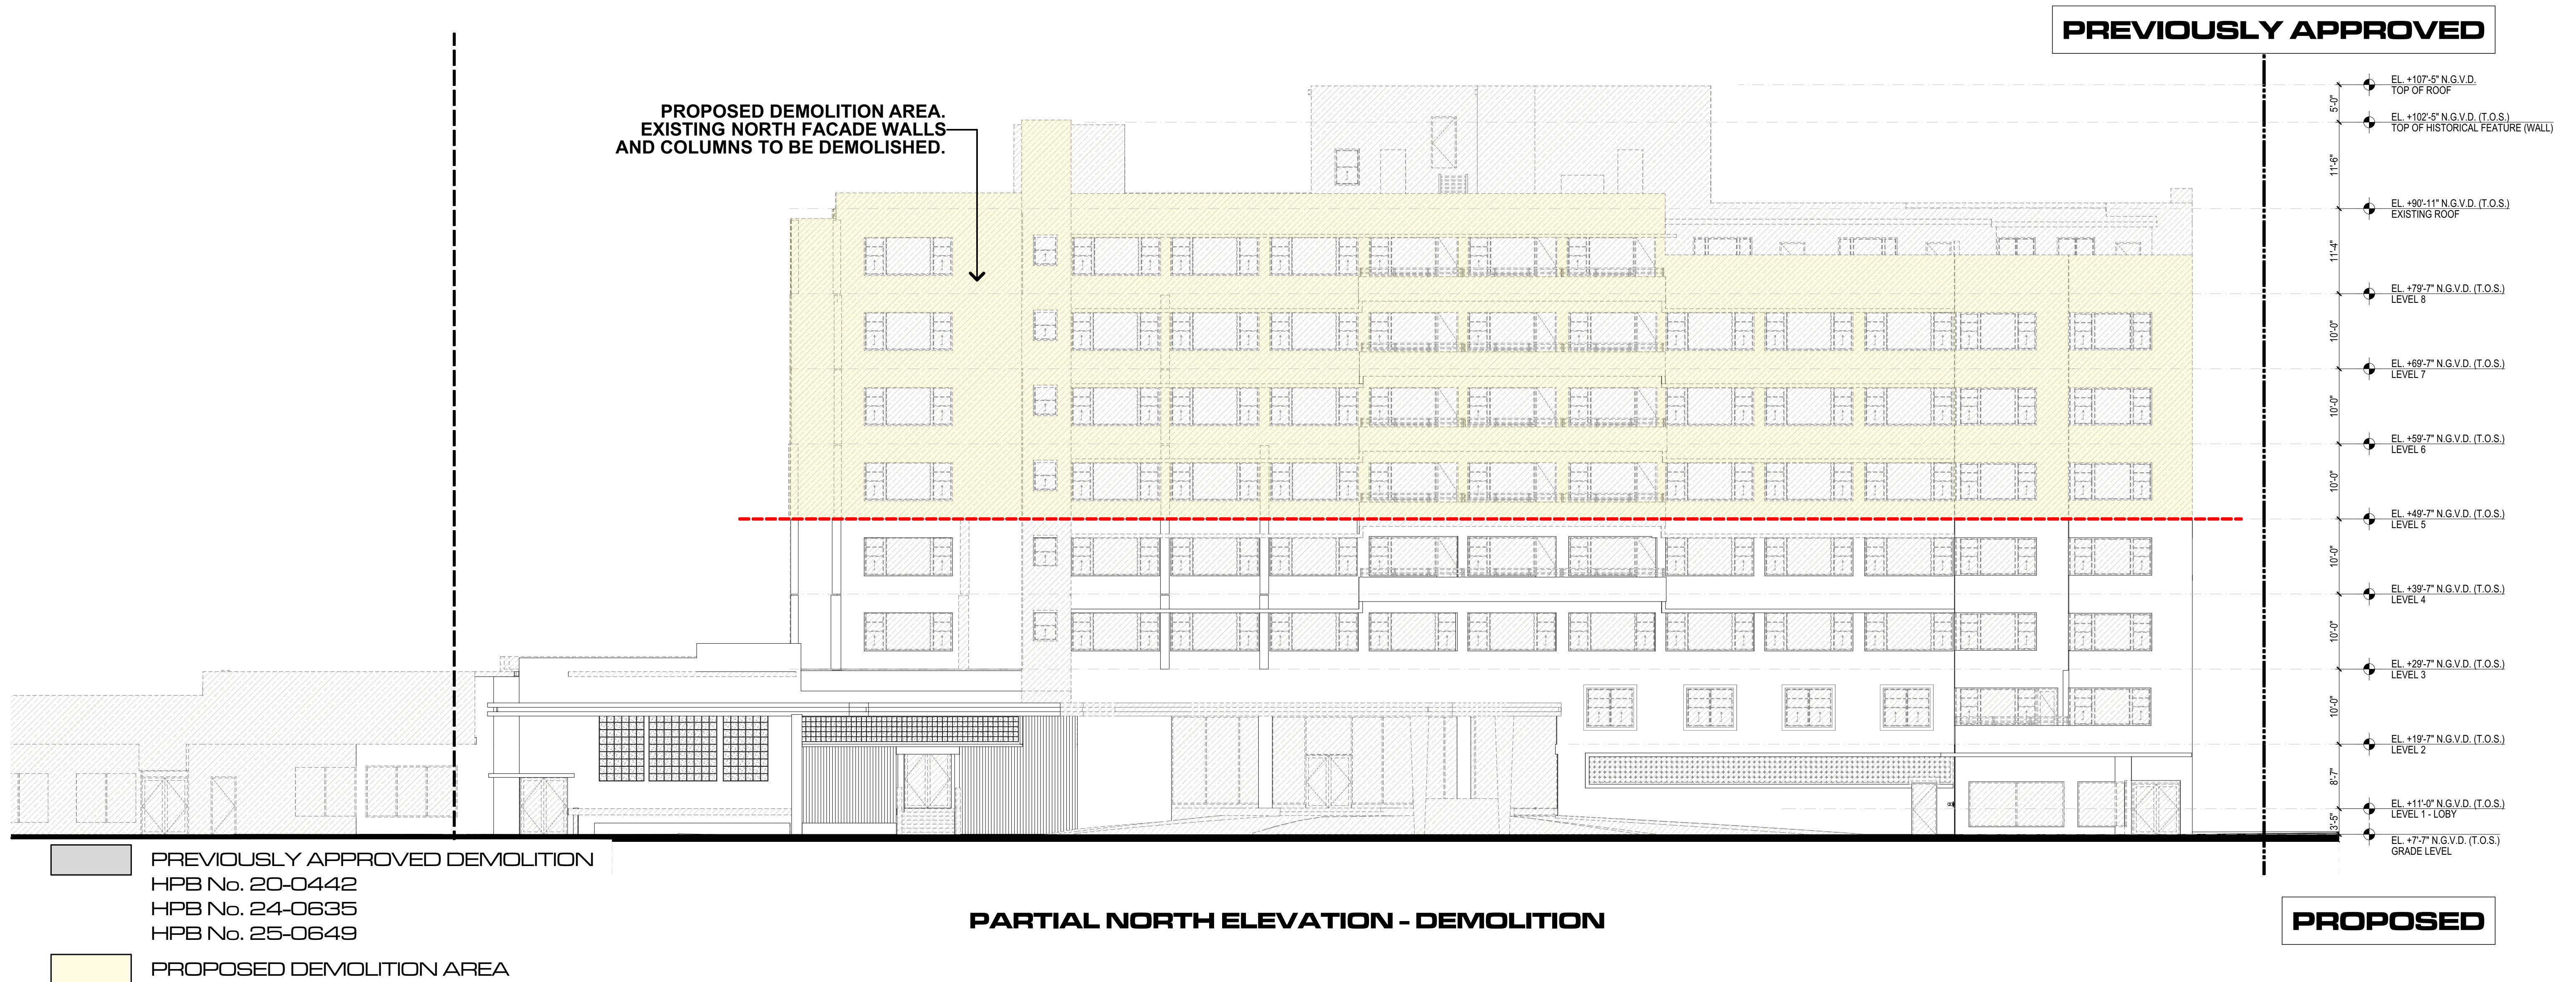 PREVIOUSLY APPROVED
PROPOSED DEMOLITION AREA.
EXISTING NORTH FACADE WALLS
AND COLUMNS TO BE DEMOLISHED.
EL. +107'-5" N.G.V.D.
TOP OF ROOF
5'-0"
EL. +102'-5" N.G.V.D. (T.O.S.)
TOP OF HISTORICAL FEATURE (WALL)
11'-6"
EL. +90'-11" N.G.V.D. (T.O.S.)
EXISTING ROOF
11'-4"
EL. +79'-7" N.G.V.D. (T.O.S.)
LEVEL 8
10'-0"
EL. +69'-7" N.G.V.D. (T.O.S.)
LEVEL 7
10'-0"
EL. +59'-7" N.G.V.D. (T.O.S.)
LEVEL 6
10'-0"
EL. +49'-7" N.G.V.D. (T.O.S.)
LEVEL 5
10'-0"
EL. +39'-7" N.G.V.D. (T.O.S.)
LEVEL 4
10'-0"
EL. +29'-7" N.G.V.D. (T.O.S.)
LEVEL 3
10'-0"
EL. +19'-7" N.G.V.D. (T.O.S.)
LEVEL 2
8'-7"
EL. +11'-0" N.G.V.D. (T.O.S.)
LEVEL 1 - LOBY
3'-5"
EL. +7'-7" N.G.V.D. (T.O.S.)
GRADE LEVEL
PREVIOUSLY APPROVED DEMOLITION
HPB No. 20-0442
HPB No. 24-0635
HPB No. 25-0649
PROPOSED DEMOLITION AREA
PARTIAL NORTH ELEVATION - DEMOLITION
PROPOSED